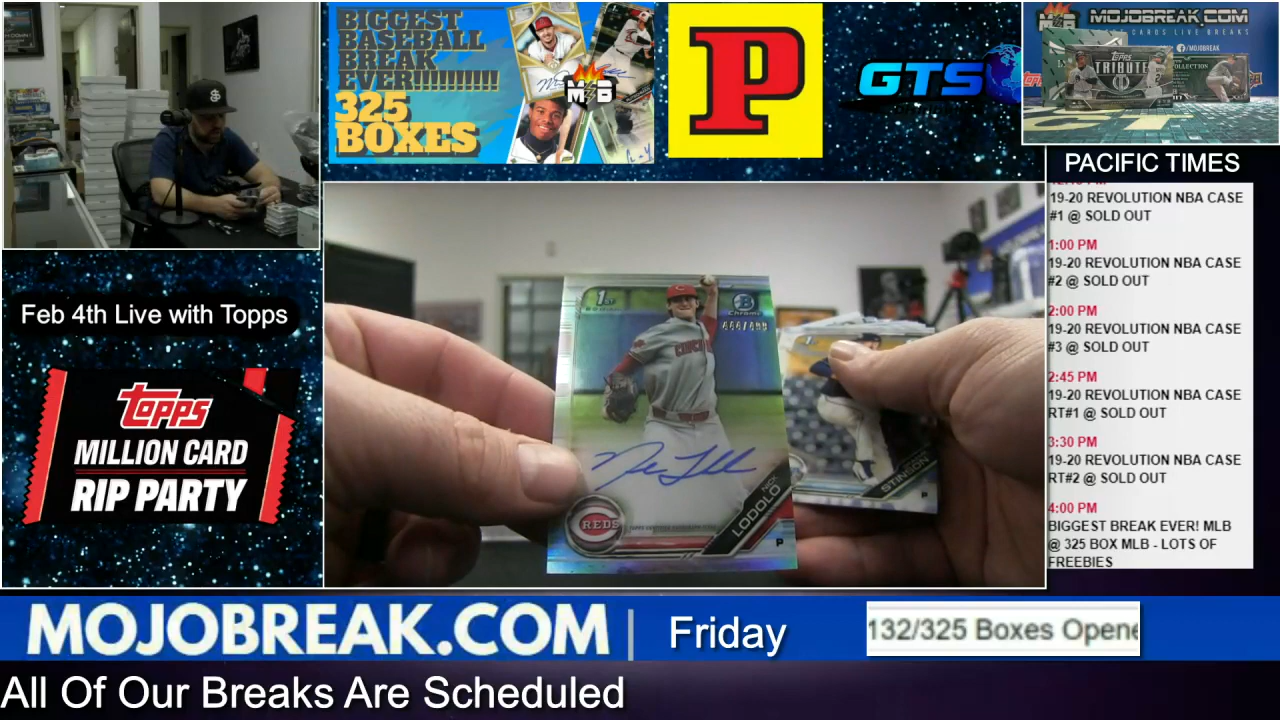 BIGGEST
BASEBALL
BREAK
EVER!!!!!!!!!!!
325
BOXES
M B
P
GTS
MOJOBREAK.COM
CARDS LIVE BREAKS
/MOJOBREAK
TOPPS
TRIBUTE
PACIFIC TIMES
19-20 REVOLUTION NBA CASE
#1 @ SOLD OUT
1:00 PM
19-20 REVOLUTION NBA CASE
#2 @ SOLD OUT
2:00 PM
19-20 REVOLUTION NBA CASE
#3 @ SOLD OUT
2:45 PM
19-20 REVOLUTION NBA CASE
RT#1 @ SOLD OUT
3:30 PM
19-20 REVOLUTION NBA CASE
RT#2 @ SOLD OUT
4:00 PM
BIGGEST BREAK EVER! MLB
@ 325 BOX MLB - LOTS OF
FREEBIES
Feb 4th Live with Topps
TOPPS
MILLION CARD
RIP PARTY
1ST
BOWMAN
Chrome
REDS
NICK
LODOLO
P
STINSON
P
MOJOBREAK.COM | Friday
132/325 Boxes Opene
All Of Our Breaks Are Scheduled